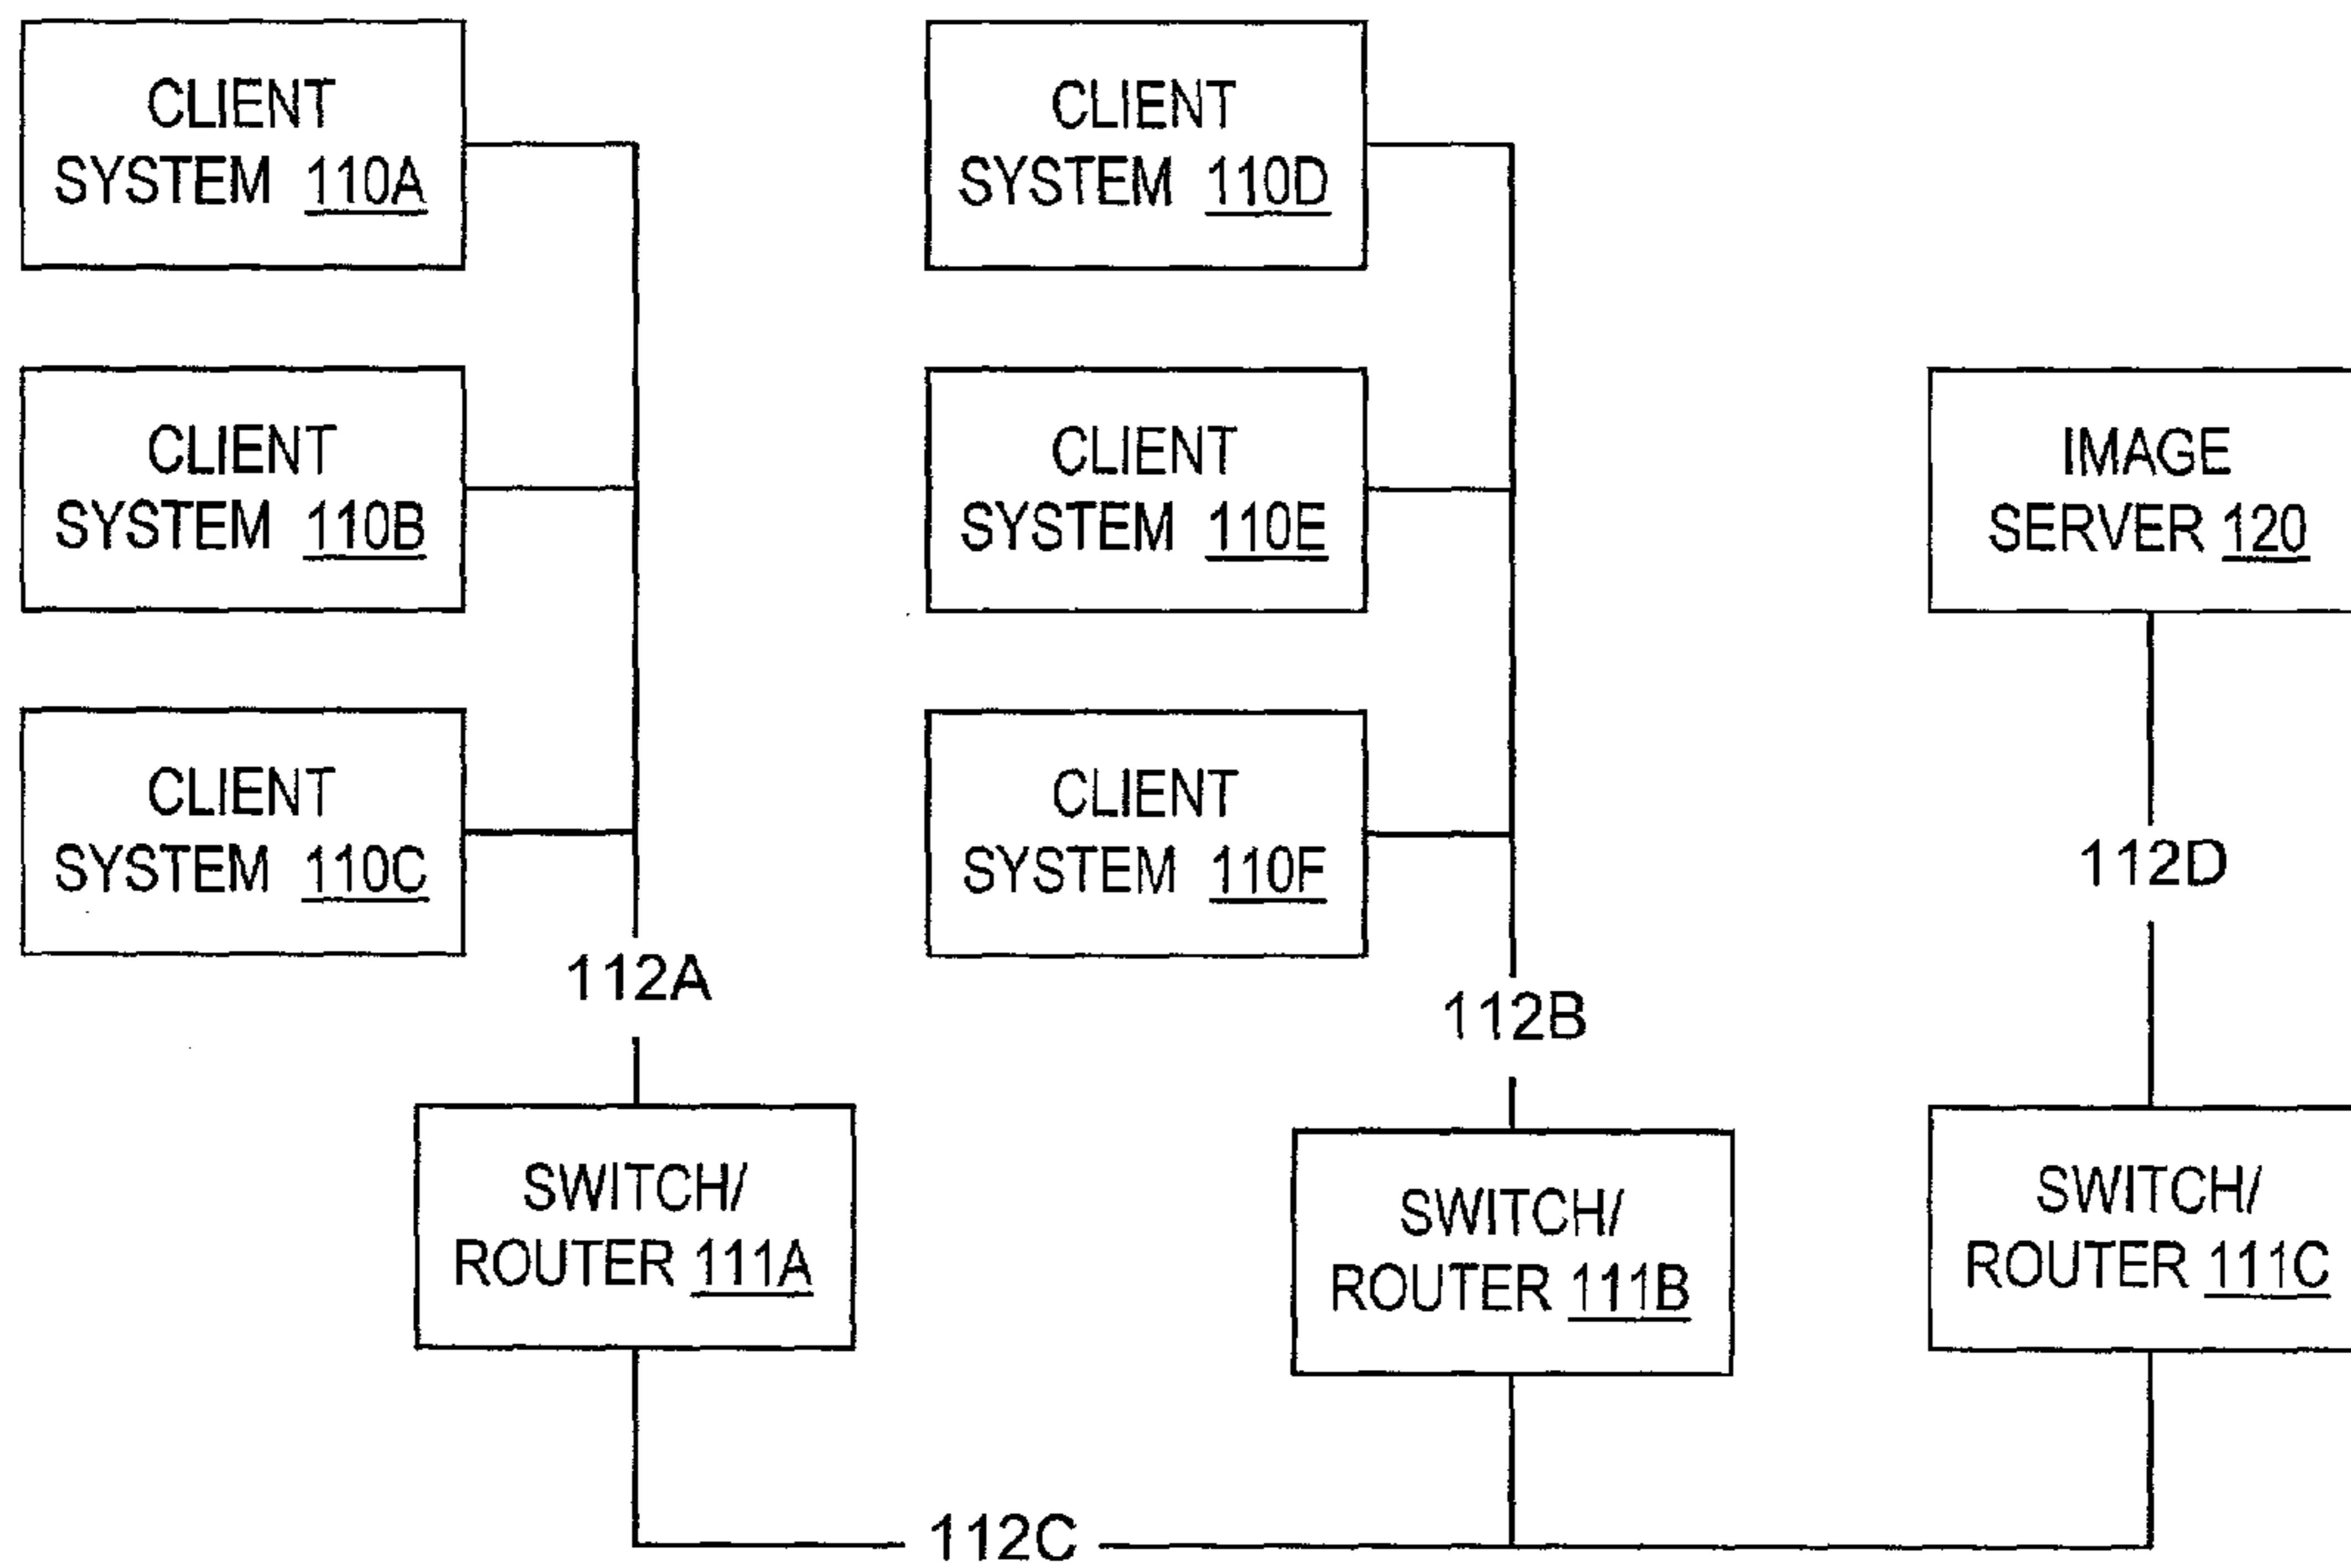 CLIENT
SYSTEM 110A
CLIENT
SYSTEM 110D
CLIENT
SYSTEM 110B
CLIENT
SYSTEM 110E
IMAGE
SERVER 120
CLIENT
SYSTEM 110C
CLIENT
SYSTEM 110F
112D
112A
112B
SWITCH/
ROUTER 111A
SWITCH/
ROUTER 111B
SWITCH/
ROUTER 111C
112C